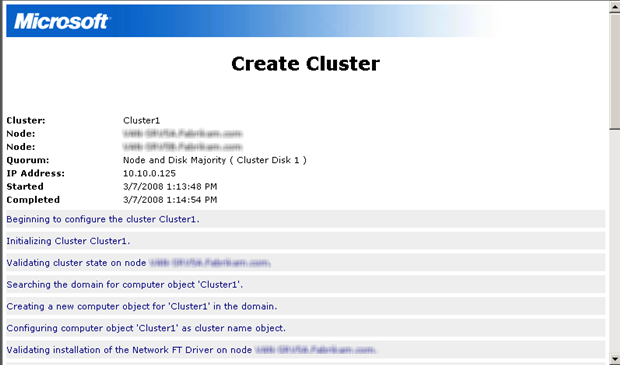 Microsoft
Create Cluster
Cluster: Cluster1
Node:
Node:
Quorum: Node and Disk Majority ( Cluster Disk 1 )
IP Address: 10.10.0.125
Started 3/7/2008 1:13:48 PM
Completed 3/7/2008 1:14:54 PM
Beginning to configure the cluster Cluster1.
Initializing Cluster Cluster1.
Validating cluster state on node
Searching the domain for computer object 'Cluster1'.
Creating a new computer object for 'Cluster1' in the domain.
Configuring computer object 'Cluster1' as cluster name object.
Validating installation of the Network FT Driver on node